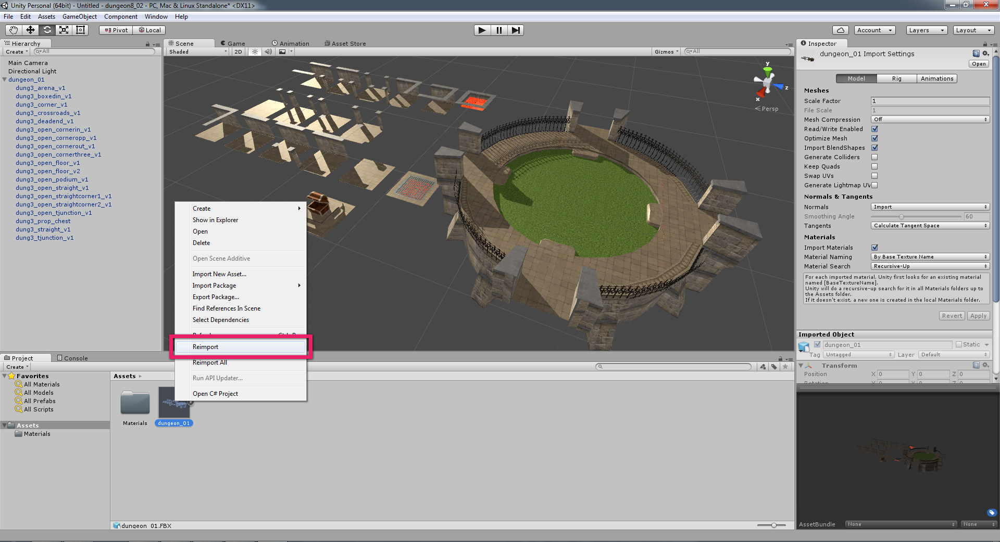 Unity Personal (64bit) - Untitled - dungeon8_02 - PC, Mac & Linux Standalone* <DX11>
File Edit Assets GameObject Component Window Help
Pivot Local
Account Layers Layout
Hierarchy
Create All
Main Camera
Directional Light
dungeon_01
dung3_arena_v1
dung3_boxedin_v1
dung3_corner_v1
dung3_crossroads_v1
dung3_deadend_v1
dung3_open_cornerin_v1
dung3_open_corneropp_v1
dung3_open_cornerout_v1
dung3_open_cornerthree_v1
dung3_open_floor_v1
dung3_open_floor_v2
dung3_open_podium_v1
dung3_open_straight_v1
dung3_open_straightcorner1_v1
dung3_open_straightcorner2_v1
dung3_open_tjunction_v1
dung3_prop_chest
dung3_straight_v1
dung3_tjunction_v1
Scene Game Animation Asset Store
Shaded 2D Gizmos All
y
z
x
Persp
Create
Show in Explorer
Open
Delete
Open Scene Additive
Import New Asset...
Import Package
Export Package...
Find References In Scene
Select Dependencies
Reimport
Reimport All
Run API Updater...
Open C# Project
Project Console
Create
Favorites
All Materials
All Models
All Prefabs
All Scripts
Assets
Materials
Assets
Materials
dungeon_01
dungeon_01.FBX
Inspector
dungeon_01 Import Settings
Open
Model Rig Animations
Meshes
Scale Factor 1
File Scale 1
Mesh Compression Off
Read/Write Enabled
Optimize Mesh
Import BlendShapes
Generate Colliders
Keep Quads
Swap UVs
Generate Lightmap UV
Normals & Tangents
Normals Import
Smoothing Angle 60
Tangents Calculate Tangent Space
Materials
Import Materials
Material Naming By Base Texture Name
Material Search Recursive-Up
For each imported material, Unity first looks for an existing material
named [BaseTextureName].
Unity will do a recursive-up search for it in all Materials folders up to
the Assets folder.
If it doesn't exist, a new one is created in the local Materials folder.
Revert Apply
Imported Object
dungeon_01 Static
Tag Untagged Layer Default
Transform
Position X 0 Y 0 Z 0
AssetBundle None None